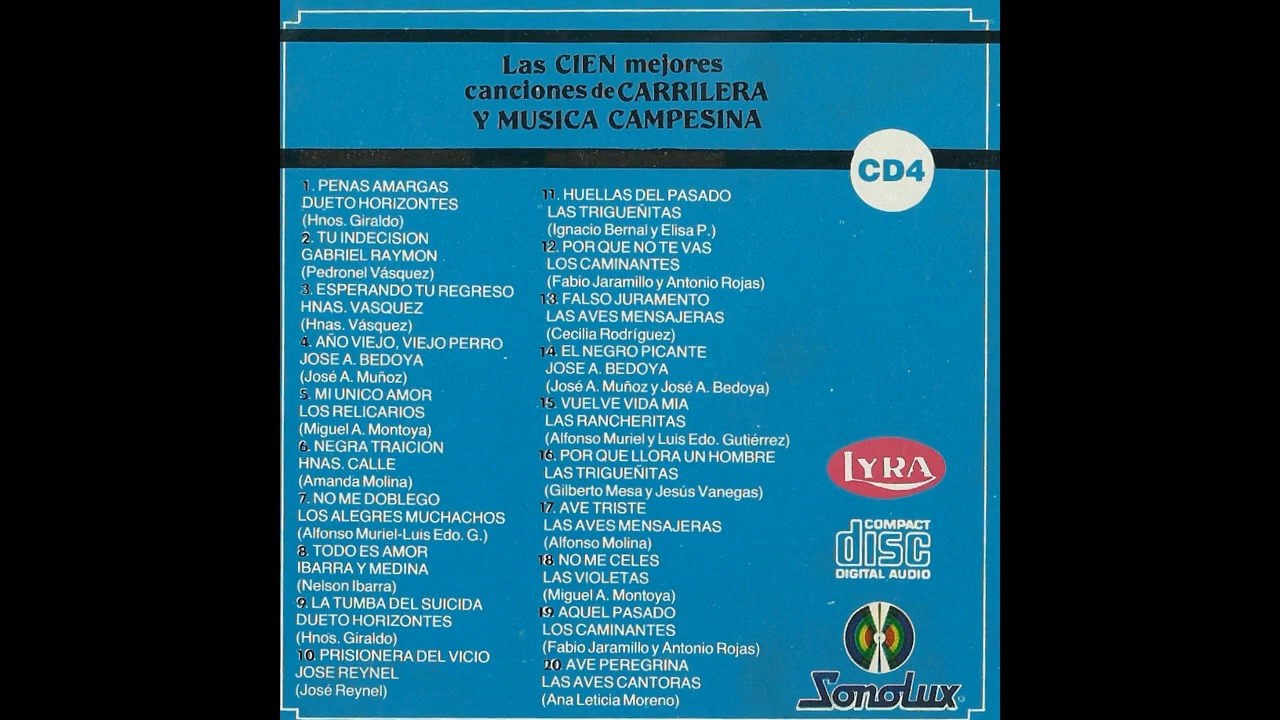 Las CIEN mejores
canciones de CARRILERA
Y MUSICA CAMPESINA
CD4
1. PENAS AMARGAS
DUETO HORIZONTES
(Hnos. Giraldo)
2. TU INDECISION
GABRIEL RAYMON
(Pedronel Vásquez)
3. ESPERANDO TU REGRESO
HNAS. VASQUEZ
(Hnas. Vásquez)
4. AÑO VIEJO, VIEJO PERRO
JOSE A. BEDOYA
(José A. Muñoz)
5. MI UNICO AMOR
LOS RELICARIOS
(Miguel A. Montoya)
6. NEGRA TRAICION
HNAS. CALLE
(Amanda Molina)
7. NO ME DOBLEGO
LOS ALEGRES MUCHACHOS
(Alfonso Muriel-Luis Edo. G.)
8. TODO ES AMOR
IBARRA Y MEDINA
(Nelson Ibarra)
9. LA TUMBA DEL SUICIDA
DUETO HORIZONTES
(Hnos. Giraldo)
10. PRISIONERA DEL VICIO
JOSE REYNEL
(José Reynel)
11. HUELLAS DEL PASADO
LAS TRIGUEÑITAS
(Ignacio Bernal y Elisa P.)
12. POR QUE NO TE VAS
LOS CAMINANTES
(Fabio Jaramillo y Antonio Rojas)
13. FALSO JURAMENTO
LAS AVES MENSAJERAS
(Cecilia Rodríguez)
14. EL NEGRO PICANTE
JOSE A. BEDOYA
(José A. Muñoz y José A. Bedoya)
15. VUELVE VIDA MIA
LAS RANCHERITAS
(Alfonso Muriel y Luis Edo. Gutiérrez)
16. POR QUE LLORA UN HOMBRE
LAS TRIGUEÑITAS
(Gilberto Mesa y Jesús Vanegas)
17. AVE TRISTE
LAS AVES MENSAJERAS
(Alfonso Molina)
18. NO ME CELES
LAS VIOLETAS
(Miguel A. Montoya)
19. AQUEL PASADO
LOS CAMINANTES
(Fabio Jaramillo y Antonio Rojas)
20. AVE PEREGRINA
LAS AVES CANTORAS
(Ana Leticia Moreno)
LYRA
COMPACT
disc
DIGITAL AUDIO
Sonolux